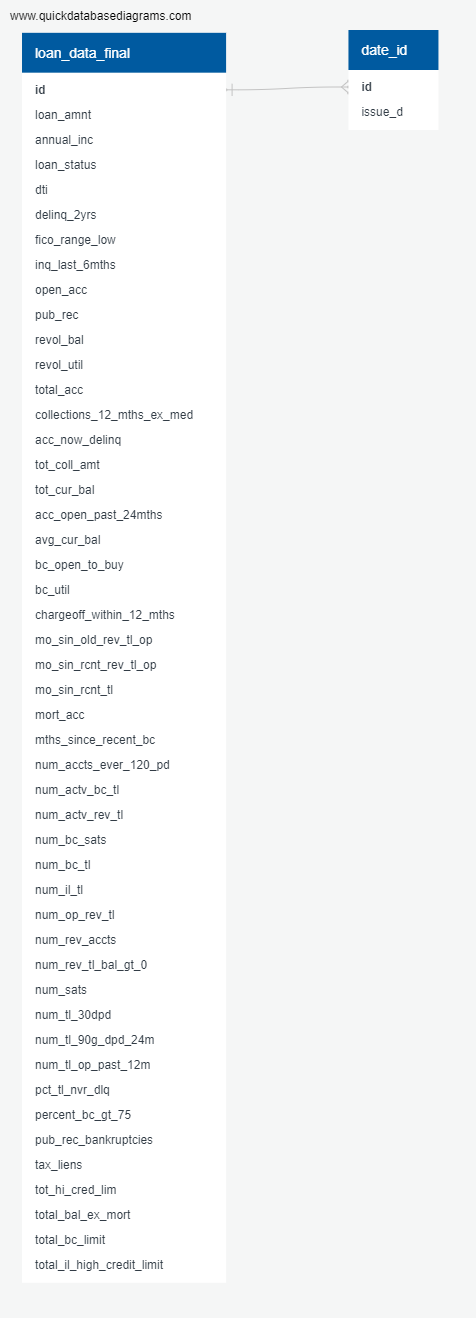 www.quickdatabasediagrams.com
loan_data_final
id
loan_amnt
annual_inc
loan_status
dti
delinq_2yrs
fico_range_low
inq_last_6mths
open_acc
pub_rec
revol_bal
revol_util
total_acc
collections_12_mths_ex_med
acc_now_delinq
tot_coll_amt
tot_cur_bal
acc_open_past_24mths
avg_cur_bal
bc_open_to_buy
bc_util
chargeoff_within_12_mths
mo_sin_old_rev_tl_op
mo_sin_rcnt_rev_tl_op
mo_sin_rcnt_tl
mort_acc
mths_since_recent_bc
num_accts_ever_120_pd
num_actv_bc_tl
num_actv_rev_tl
num_bc_sats
num_bc_tl
num_il_tl
num_op_rev_tl
num_rev_accts
num_rev_tl_bal_gt_0
num_sats
num_tl_30dpd
num_tl_90g_dpd_24m
num_tl_op_past_12m
pct_tl_nvr_dlq
percent_bc_gt_75
pub_rec_bankruptcies
tax_liens
tot_hi_cred_lim
total_bal_ex_mort
total_bc_limit
total_il_high_credit_limit
date_id
id
issue_d